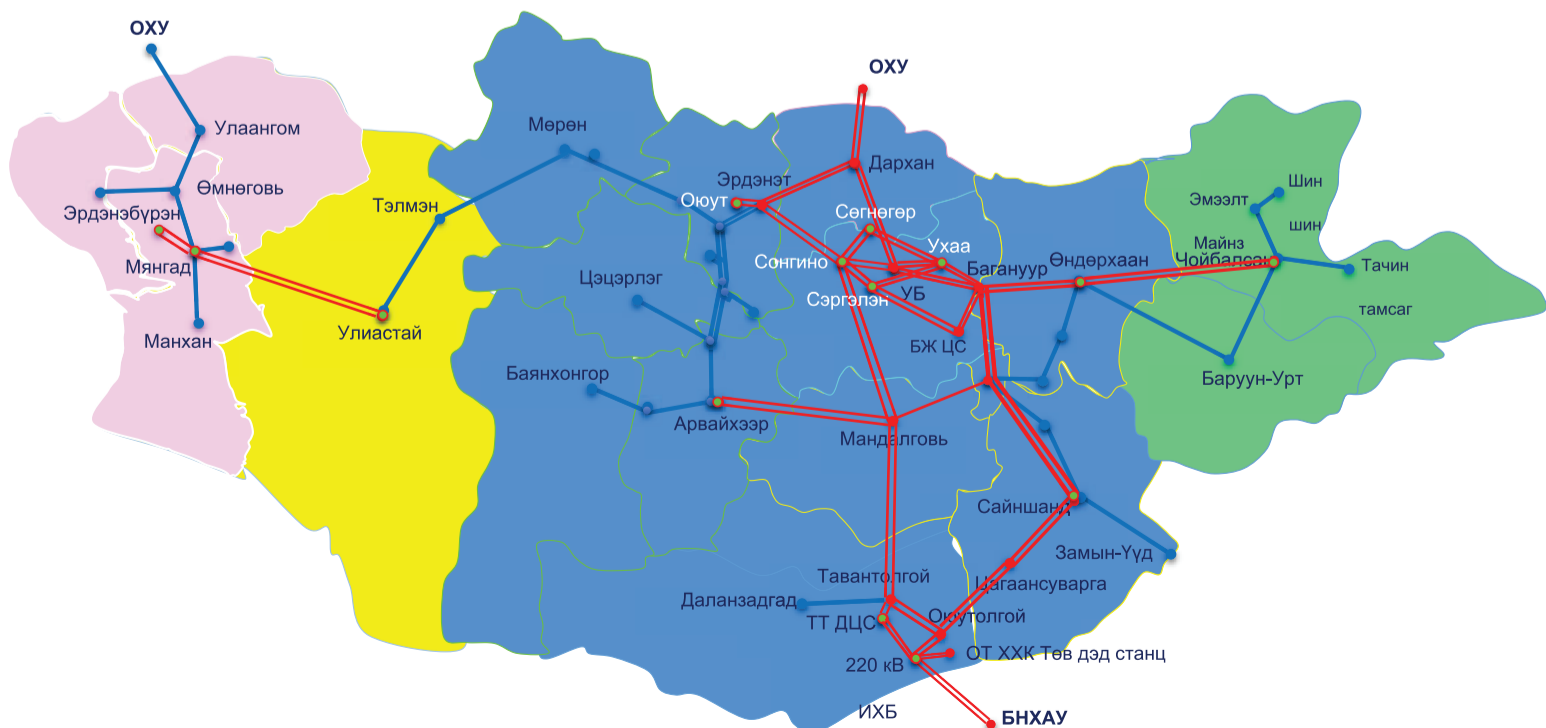 ОХУ
ОХУ
Улаангом
Мөрөн
Дархан
Өмнөговь
Эрдэнэт
Оюут
Шин
Эмээлт
Эрдэнэбүрэн
Тэлмэн
Сөгнөгөр
шин
Ухаа
Майнз
Мянгад
Сонгино
Багануур
Өндөрхаан
Чойбалсан
Тачин
Цэцэрлэг
УБ
Сэргэлэн
тамсаг
Манхан
Улиастай
БЖ ЦС
Баянхонгор
Баруун-Урт
Арвайхээр
Мандалговь
Сайншанд
Замын-Үүд
Тавантолгой
Цагаансуварга
Даланзадгад
Оюутолгой
ТТ ДЦС
ОТ ХХК Төв дэд станц
220 кВ
ИХБ
БНХАУ